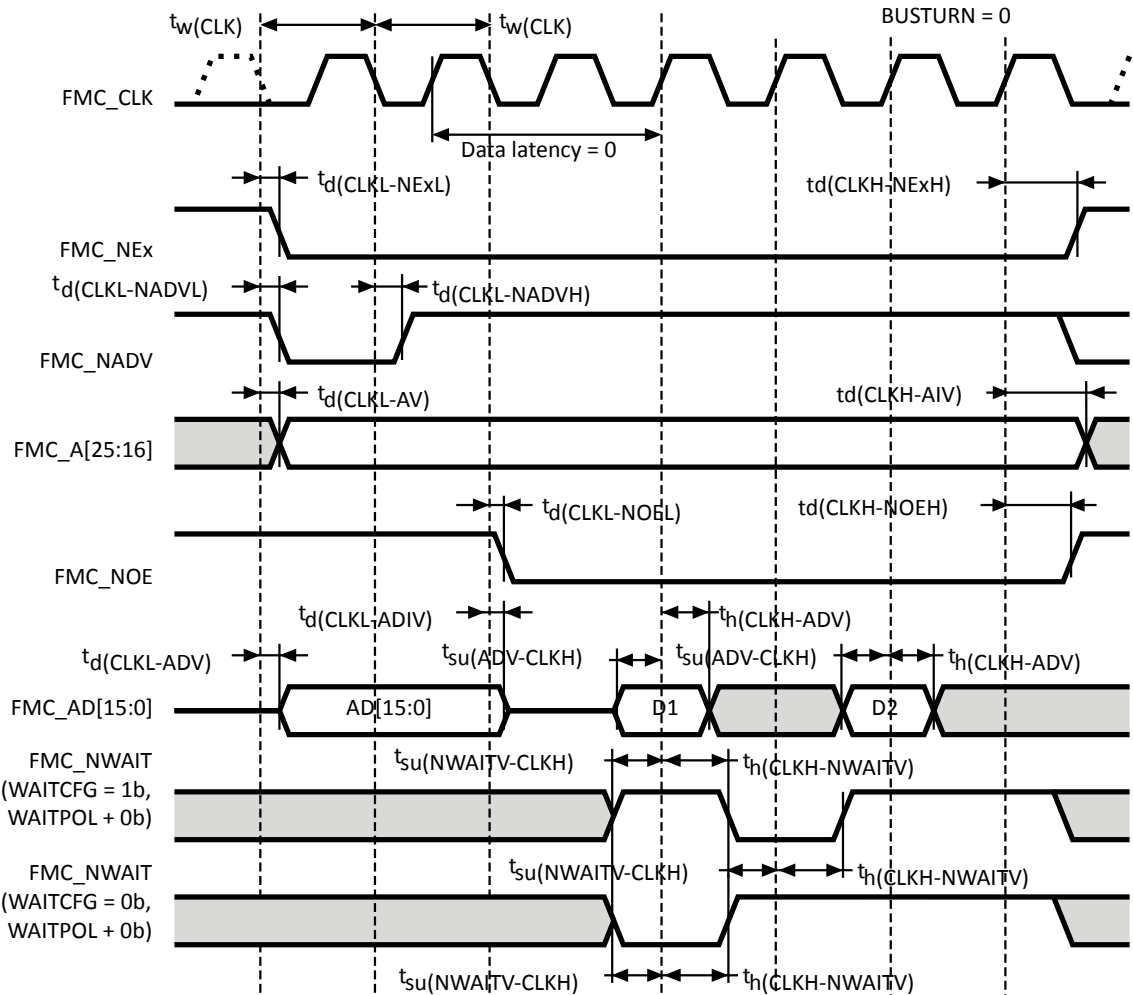 tw(CLK) tw(CLK) BUSTURN = 0
FMC_CLK
Data latency = 0
td(CLKL-NExL) td(CLKH-NExH)
FMC_NEx
td(CLKL-NADVL) td(CLKL-NADVH)
FMC_NADV
td(CLKL-AV) td(CLKH-AIV)
FMC_A[25:16]
td(CLKL-NOEL) td(CLKH-NOEH)
FMC_NOE
td(CLKL-ADIV) th(CLKH-ADV)
td(CLKL-ADV) tsu(ADV-CLKH) tsu(ADV-CLKH) th(CLKH-ADV)
FMC_AD[15:0] AD[15:0] D1 D2
FMC_NWAIT tsu(NWAITV-CLKH) th(CLKH-NWAITV)
(WAITCFG = 1b,
WAITPOL + 0b)
FMC_NWAIT tsu(NWAITV-CLKH) th(CLKH-NWAITV)
(WAITCFG = 0b,
WAITPOL + 0b)
tsu(NWAITV-CLKH) th(CLKH-NWAITV)